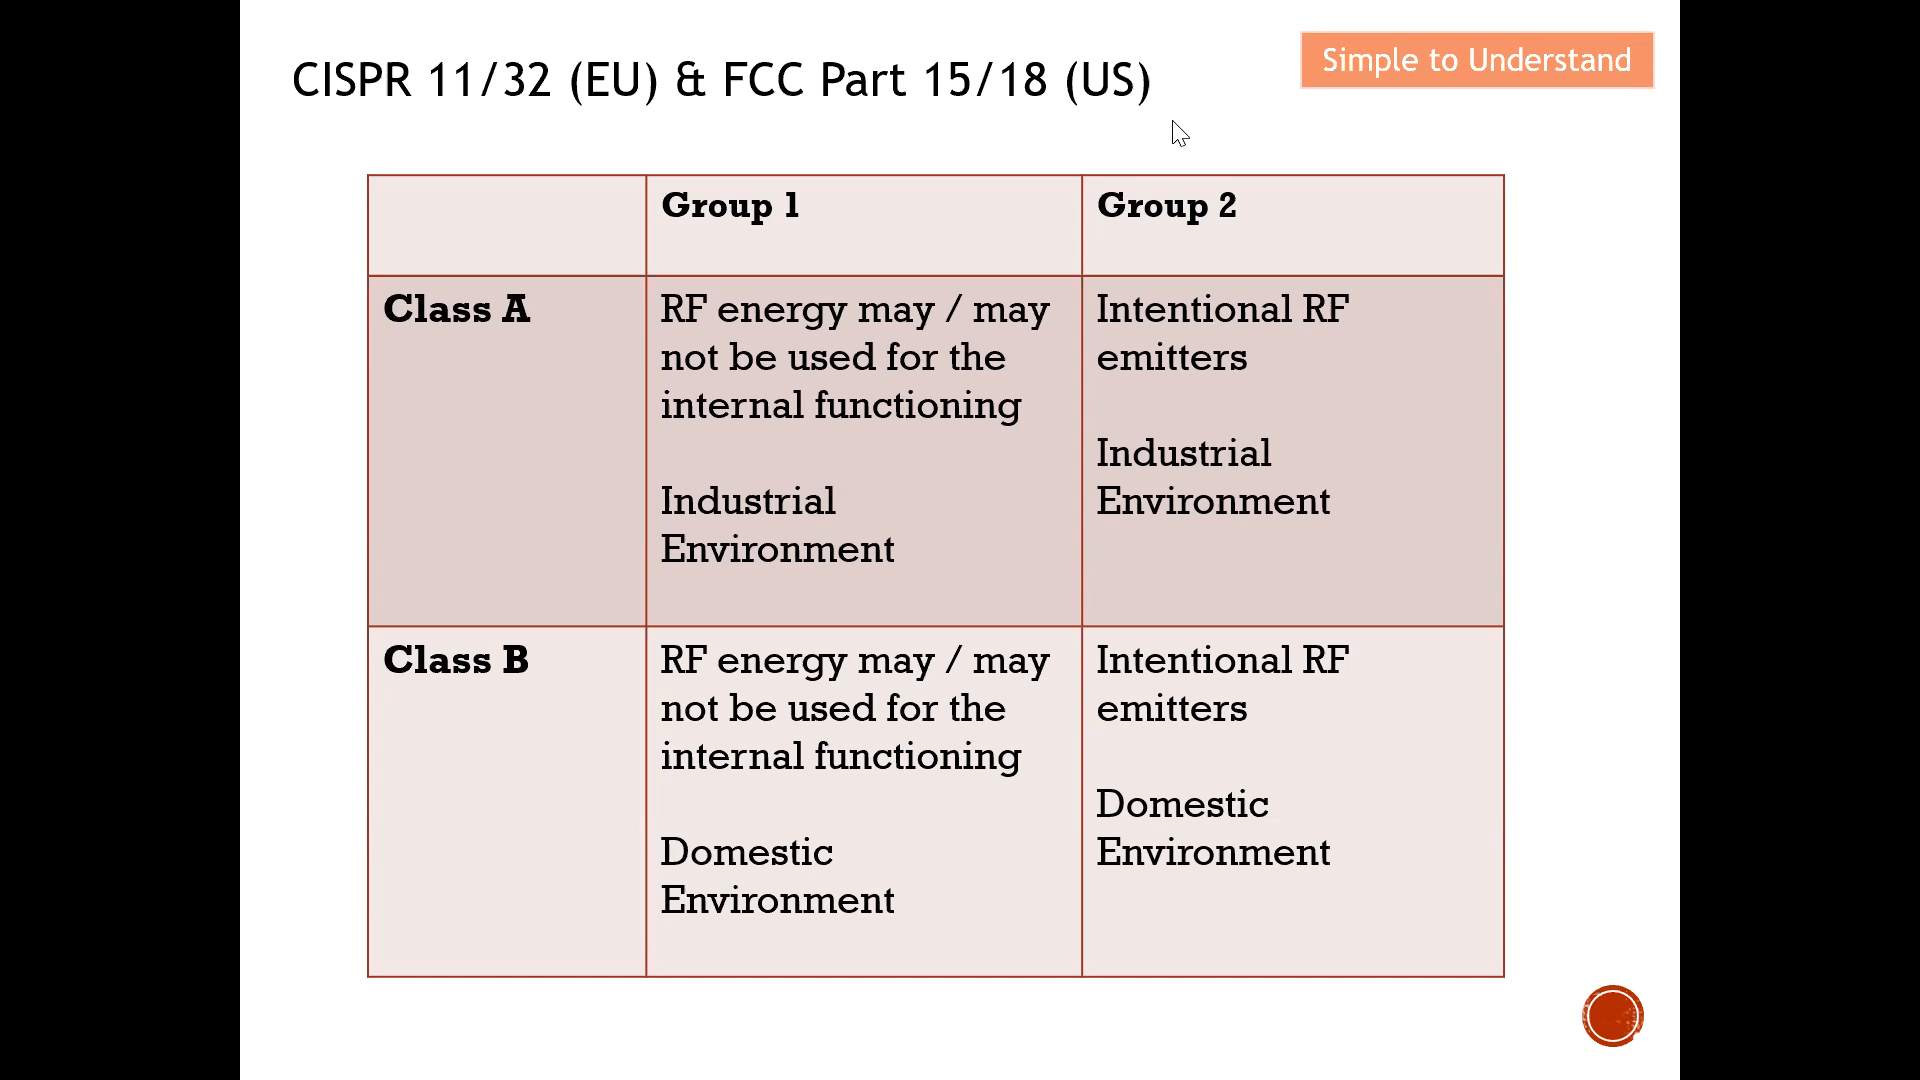 CISPR 11/32 (EU) & FCC Part 15/18 (US)
Simple to Understand
Group 1
Group 2
Class A
RF energy may / may
not be used for the
internal functioning
Industrial
Environment
Intentional RF
emitters
Industrial
Environment
Class B
RF energy may / may
not be used for the
internal functioning
Domestic
Environment
Intentional RF
emitters
Domestic
Environment